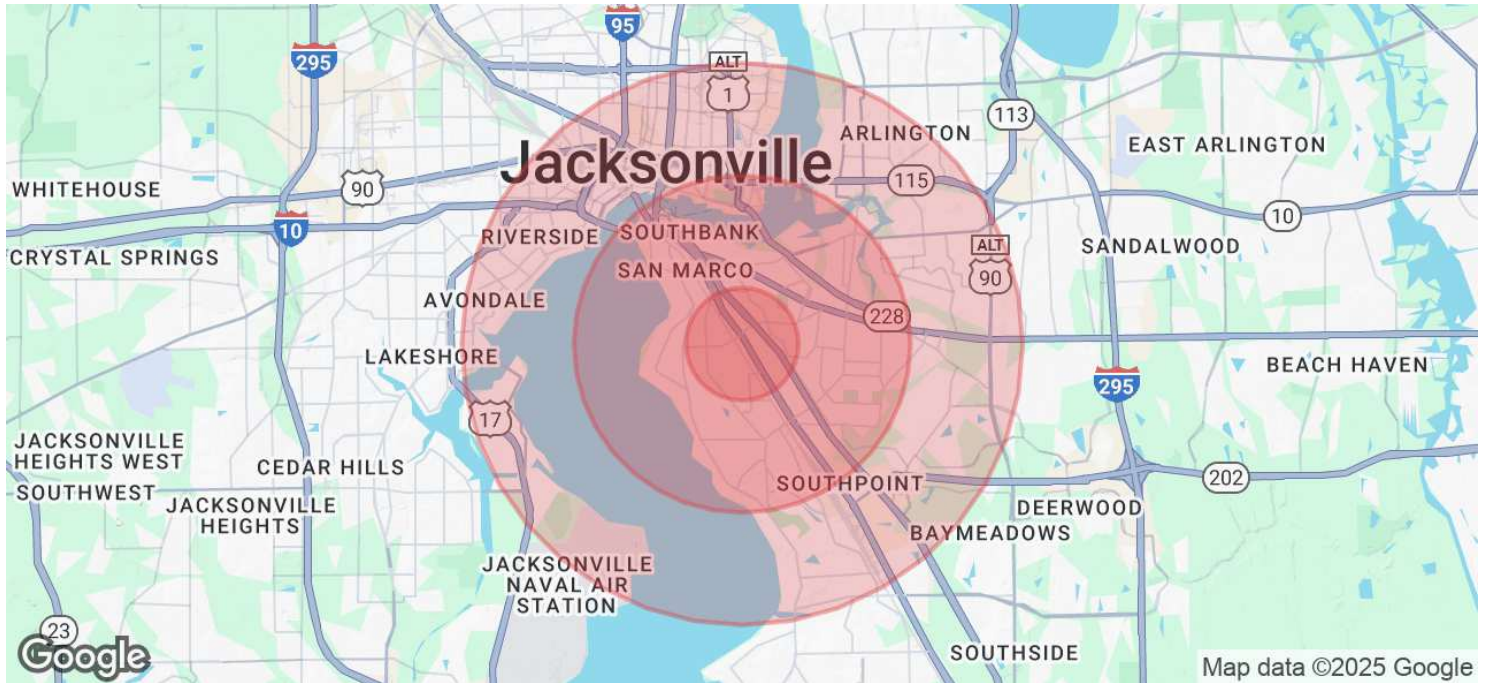 95
295
ALT
1
113
ARLINGTON
EAST ARLINGTON
Jacksonville
WHITEHOUSE
90
115
10
10
RIVERSIDE
SOUTHBANK
ALT
90
SANDALWOOD
CRYSTAL SPRINGS
SAN MARCO
AVONDALE
228
LAKESHORE
BEACH HAVEN
295
17
JACKSONVILLE
HEIGHTS WEST
CEDAR HILLS
SOUTHWEST
SOUTHPOINT
202
JACKSONVILLE
HEIGHTS
DEERWOOD
BAYMEADOWS
JACKSONVILLE
NAVAL AIR
STATION
23
Google
SOUTHSIDE
Map data ©2025 Google